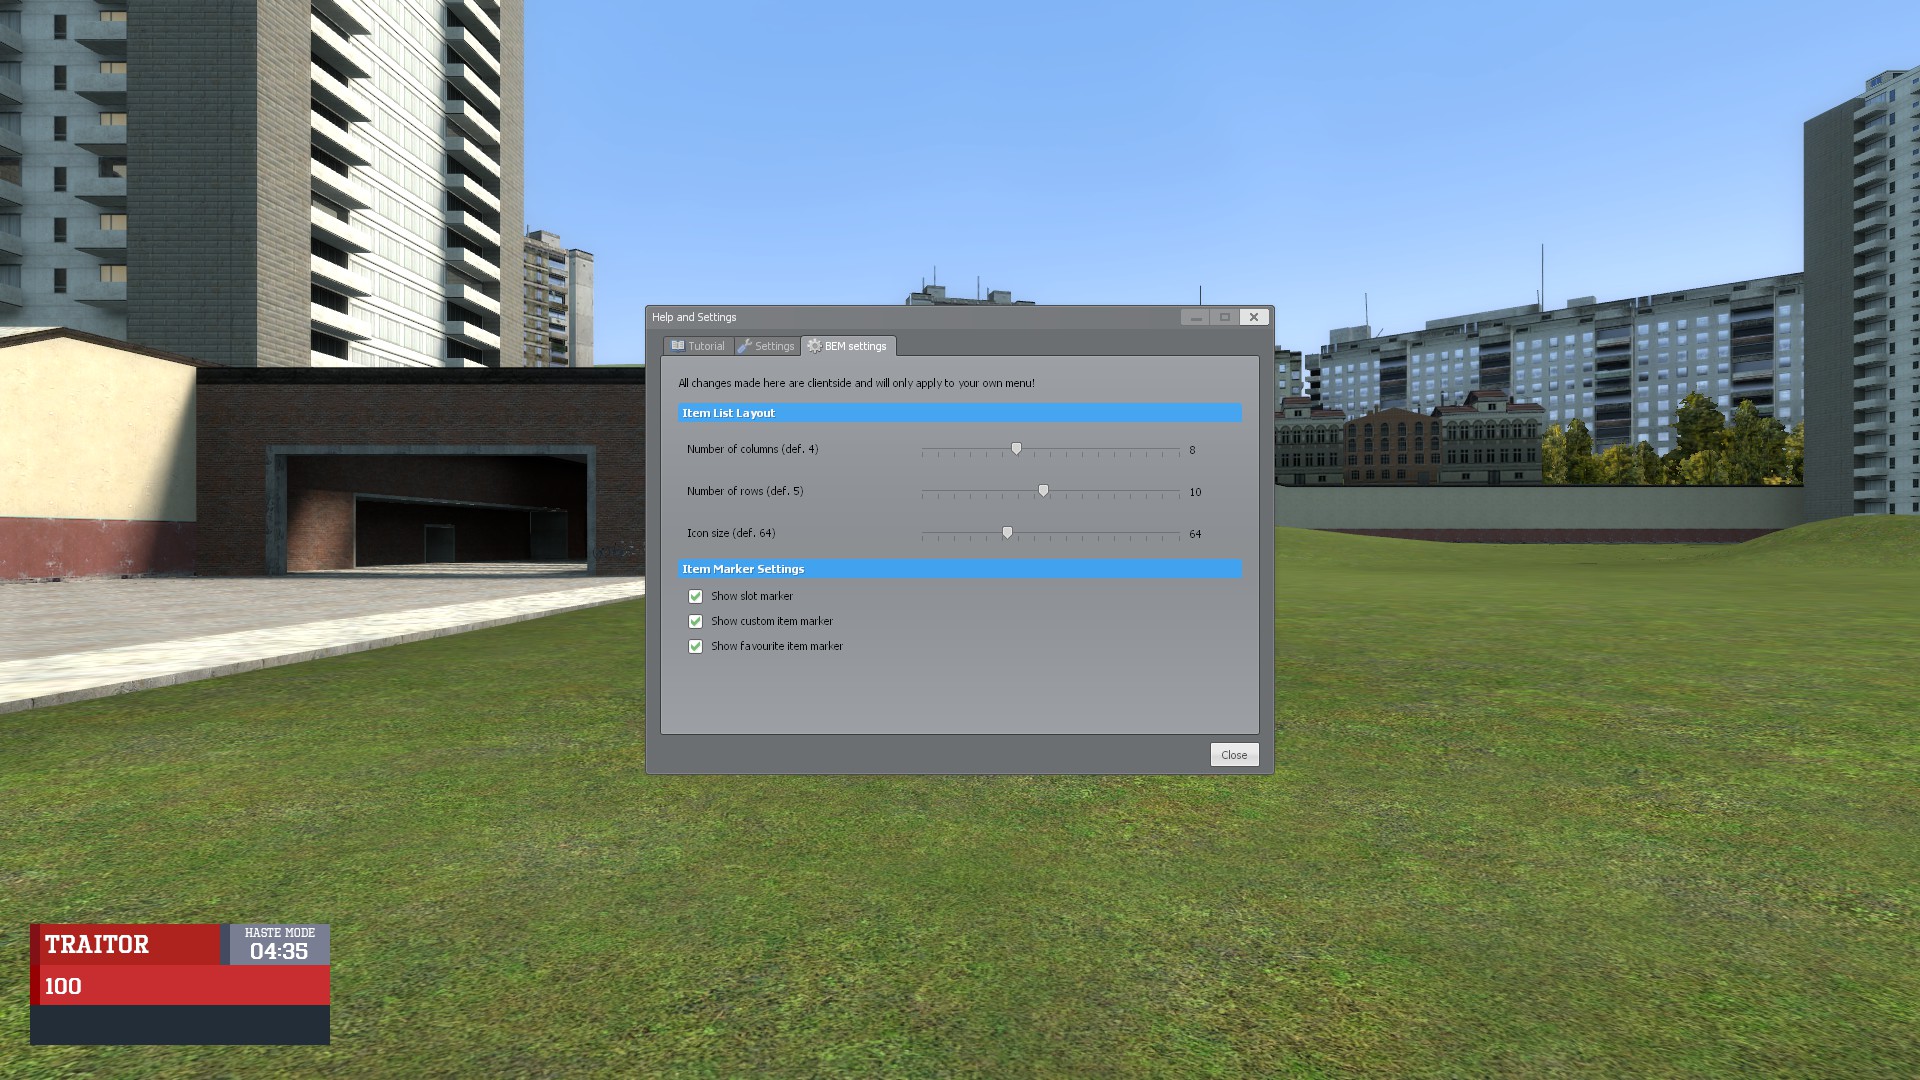 Help and Settings
Tutorial Settings BEM settings
All changes made here are clientside and will only apply to your own menu!
Item List Layout
Number of columns (def. 4) 8
Number of rows (def. 5) 10
Icon size (def. 64) 64
Item Marker Settings
Show slot marker
Show custom item marker
Show favourite item marker
Close
TRAITOR
HASTE MODE
04:35
100